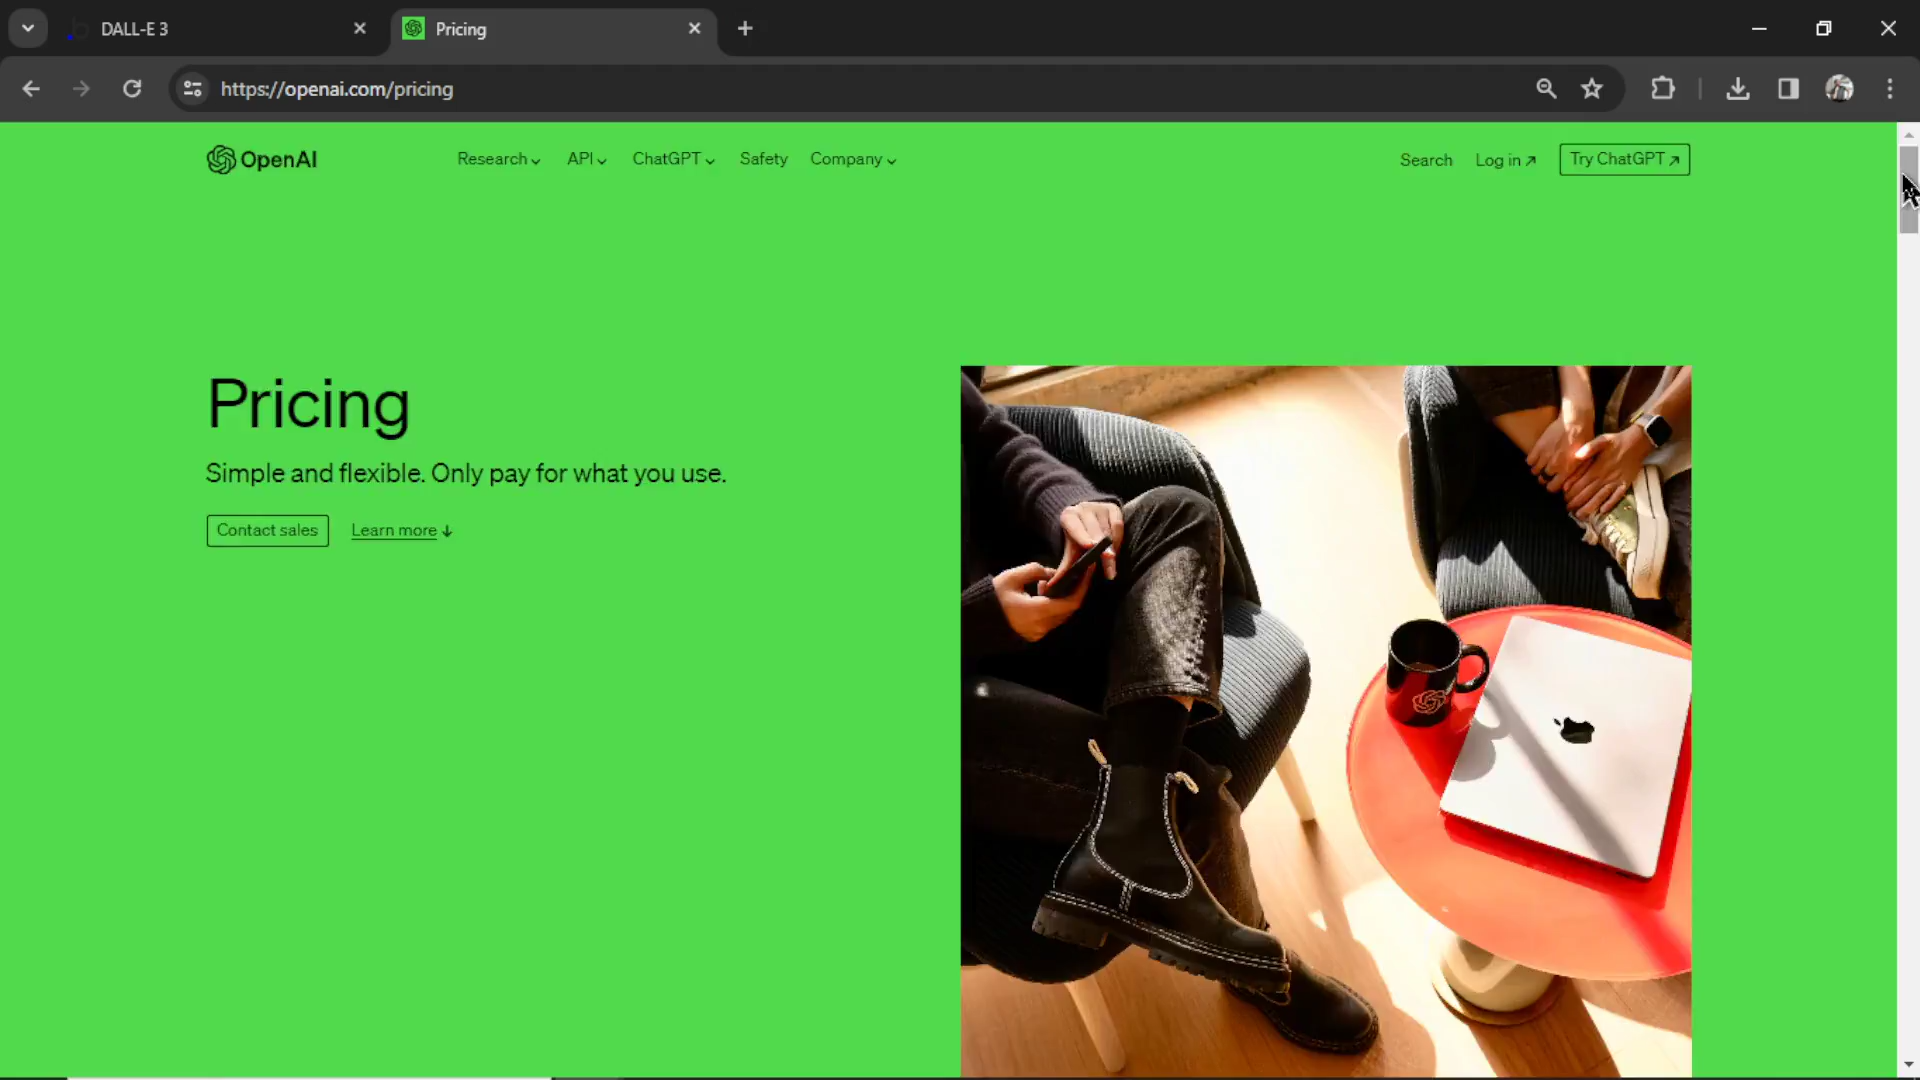 DALL-E 3
Pricing
https://openai.com/pricing
OpenAI
Research
API
ChatGPT
Safety
Company
Search
Log in ↗
Try ChatGPT ↗
Pricing
Simple and flexible. Only pay for what you use.
Contact sales
Learn more ↓